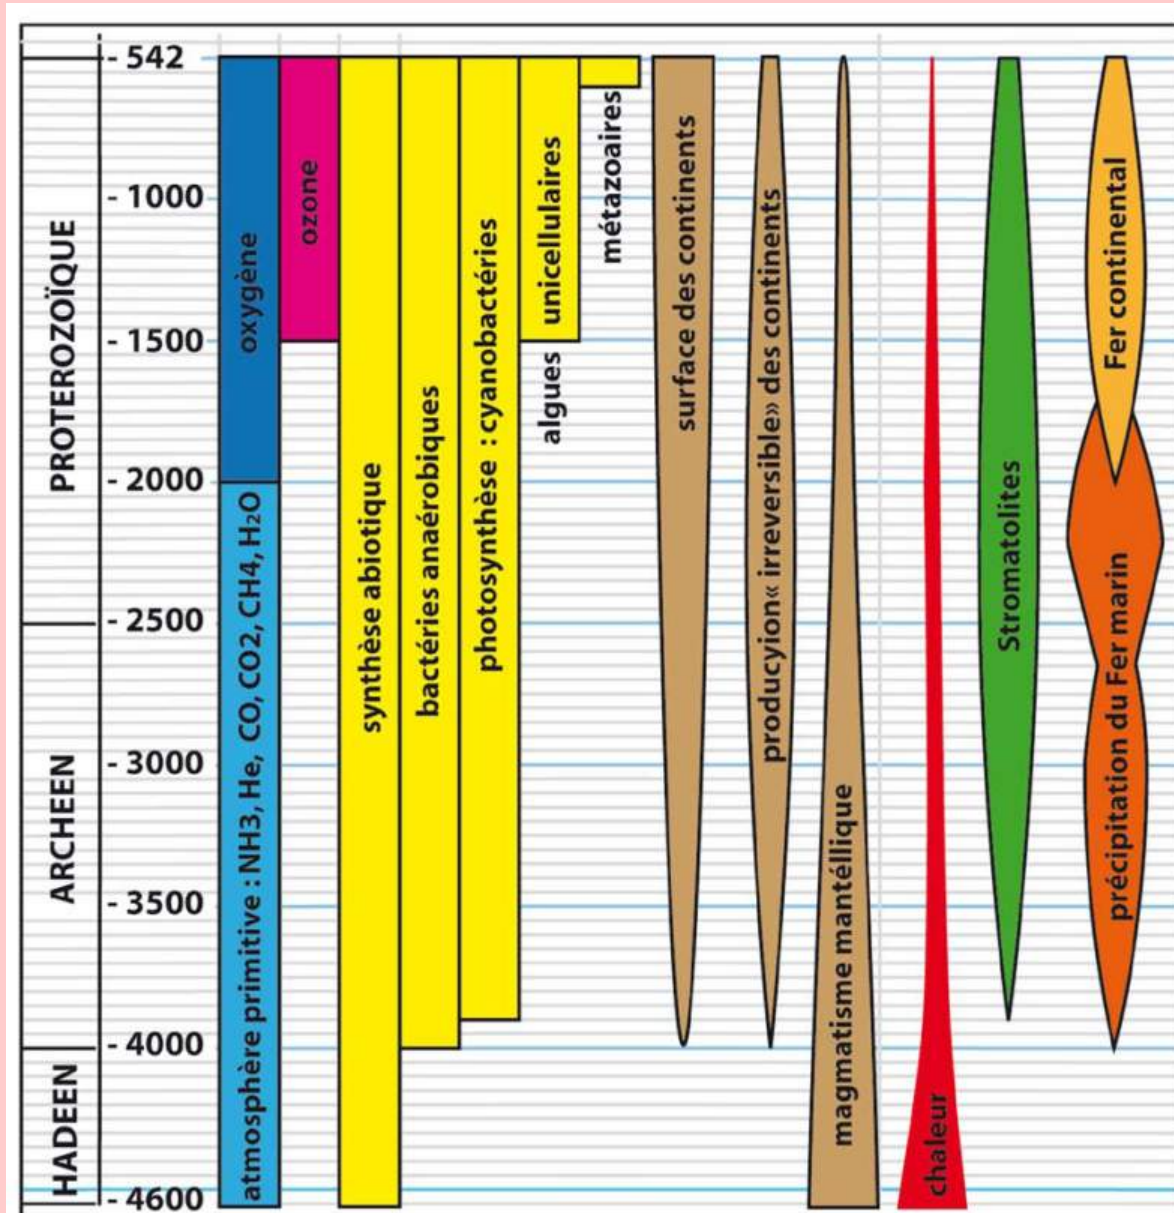 - 542
- 1000
- 1500
- 2000
- 2500
- 3000
- 3500
- 4000
- 4600
PROTEROZOÏQUE
ARCHEEN
HADEEN
oxygène
atmosphère primitive : NH3, He, CO, CO2, CH4, H₂O
ozone
synthèse abiotique
bactéries anaérobiques
photosynthèse : cyanobactéries
algues unicellulaires
métazoaires
surface des continents
producyion« irreversible» des continents
magmatisme mantéllique
chaleur
Stromatolites
Fer continental
précipitation du Fer marin